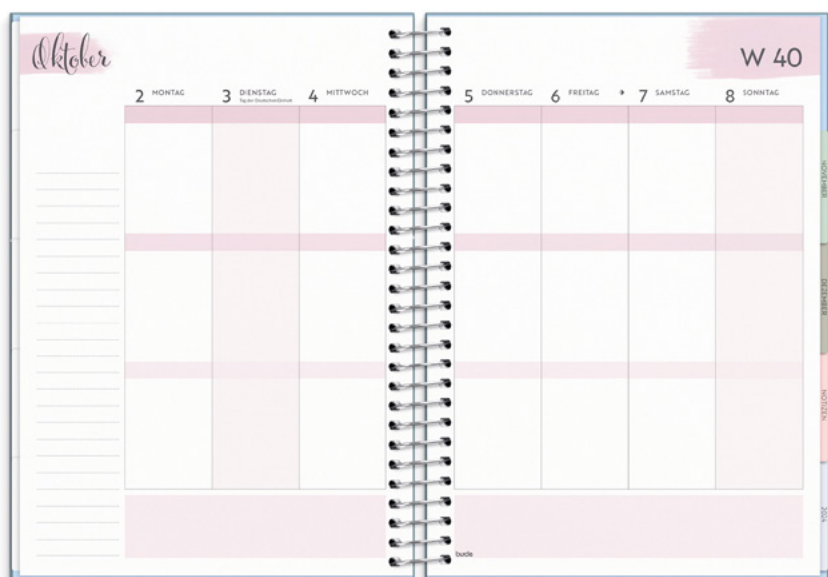 Oktober
W 40
2 MONTAG
3 DIENSTAG
Tag der Deutschen Einheit
4 MITTWOCH
5 DONNERSTAG
6 FREITAG
7 SAMSTAG
8 SONNTAG
NOVEMBER
DEZEMBER
NOTIZEN
2024
burde